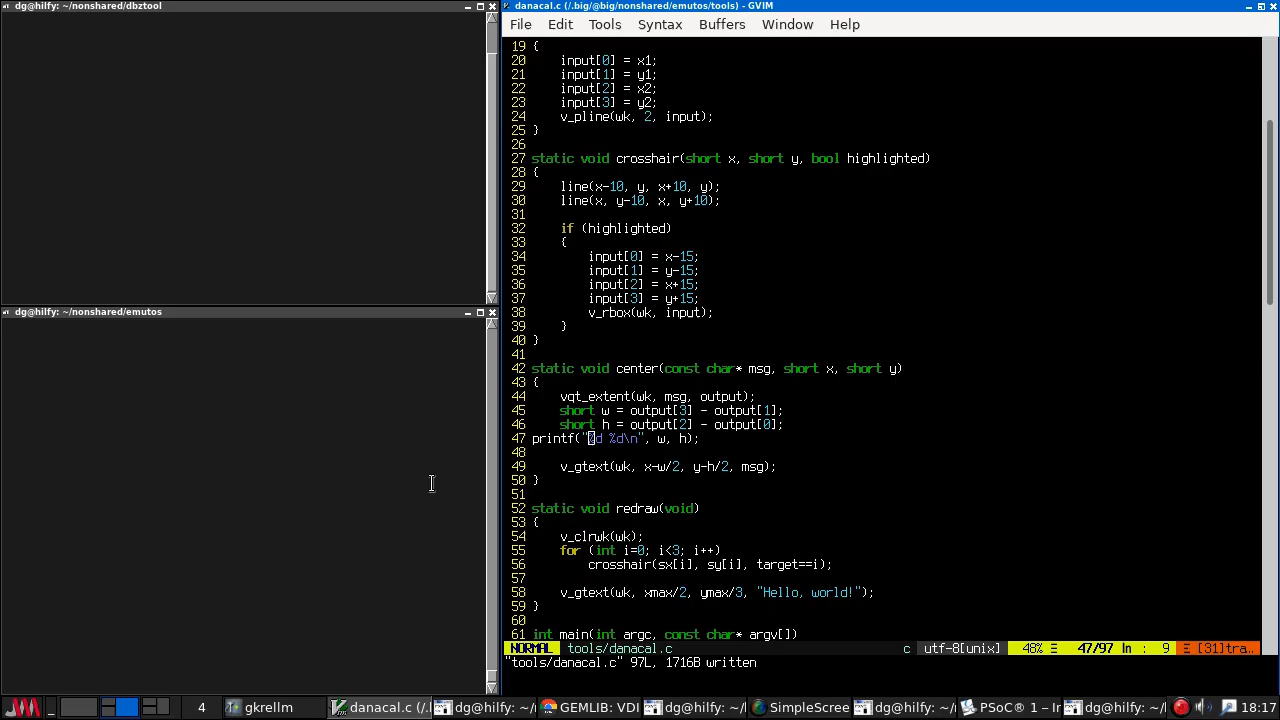 dg@hilfy: ~/nonshared/dbztool
dg@hilfy: ~/nonshared/emutos
danacal.c (/.big/@big/nonshared/emutos/tools) - GVIM
File Edit Tools Syntax Buffers Window Help
19 {
20     input[0] = x1;
21     input[1] = y1;
22     input[2] = x2;
23     input[3] = y2;
24     v_pline(wk, 2, input);
25 }
26
27 static void crosshair(short x, short y, bool highlighted)
28 {
29     line(x-10, y, x+10, y);
30     line(x, y-10, x, y+10);
31
32     if (highlighted)
33     {
34         input[0] = x-15;
35         input[1] = y-15;
36         input[2] = x+15;
37         input[3] = y+15;
38         v_rbox(wk, input);
39     }
40 }
41
42 static void center(const char* msg, short x, short y)
43 {
44     vqt_extent(wk, msg, output);
45     short w = output[3] - output[1];
46     short h = output[2] - output[0];
47 printf("%d %d\n", w, h);
48
49     v_gtext(wk, x-w/2, y-h/2, msg);
50 }
51
52 static void redraw(void)
53 {
54     v_clrwk(wk);
55     for (int i=0; i<3; i++)
56         crosshair(sx[i], sy[i], target==i);
57
58     v_gtext(wk, xmax/2, ymax/3, "Hello, world!");
59 }
60
61 int main(int argc, const char* argv[])
NORMAL tools/danacal.c c utf-8[unix] 48% Ξ 47/97 ln : 9 Ξ [31]tra..
"tools/danacal.c" 97L, 1716B written
4 gkrellm danacal.c (/.l dg@hilfy: ~/r GEMLIB: VDI dg@hilfy: ~/ SimpleScree dg@hilfy: ~/r PSoC® 1 – Ir dg@hilfy: ~/ 18:17